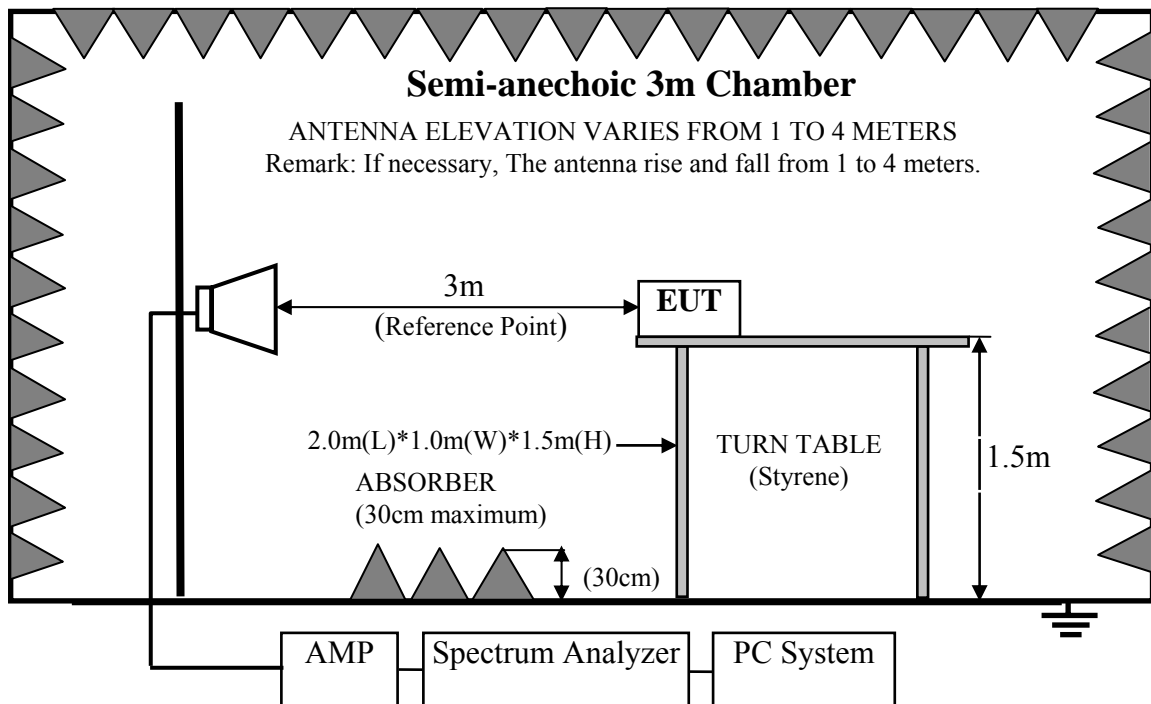 Semi-anechoic 3m Chamber
ANTENNA ELEVATION VARIES FROM 1 TO 4 METERS
Remark: If necessary, The antenna rise and fall from 1 to 4 meters.
3m
(Reference Point)
EUT
2.0m(L)*1.0m(W)*1.5m(H)
TURN TABLE
(Styrene)
1.5m
ABSORBER
(30cm maximum)
(30cm)
AMP
Spectrum Analyzer
PC System